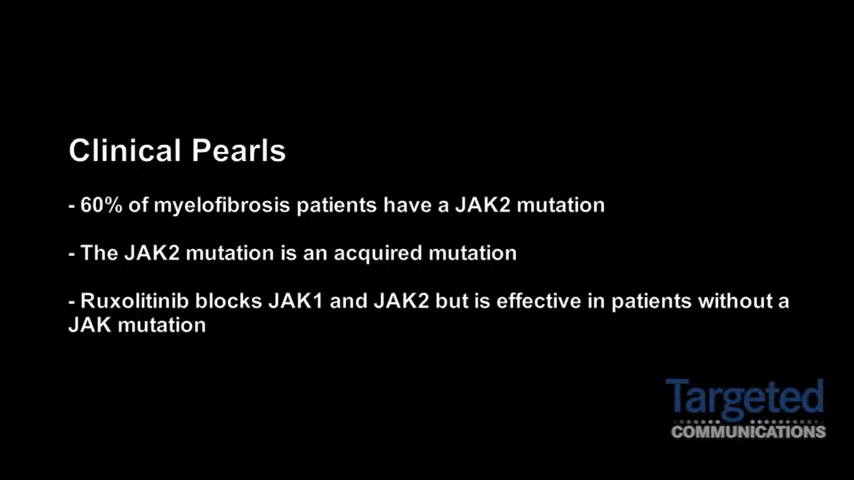 Clinical Pearls
- 60% of myelofibrosis patients have a JAK2 mutation
- The JAK2 mutation is an acquired mutation
- Ruxolitinib blocks JAK1 and JAK2 but is effective in patients without a
JAK mutation
Targeted
COMMUNICATIONS